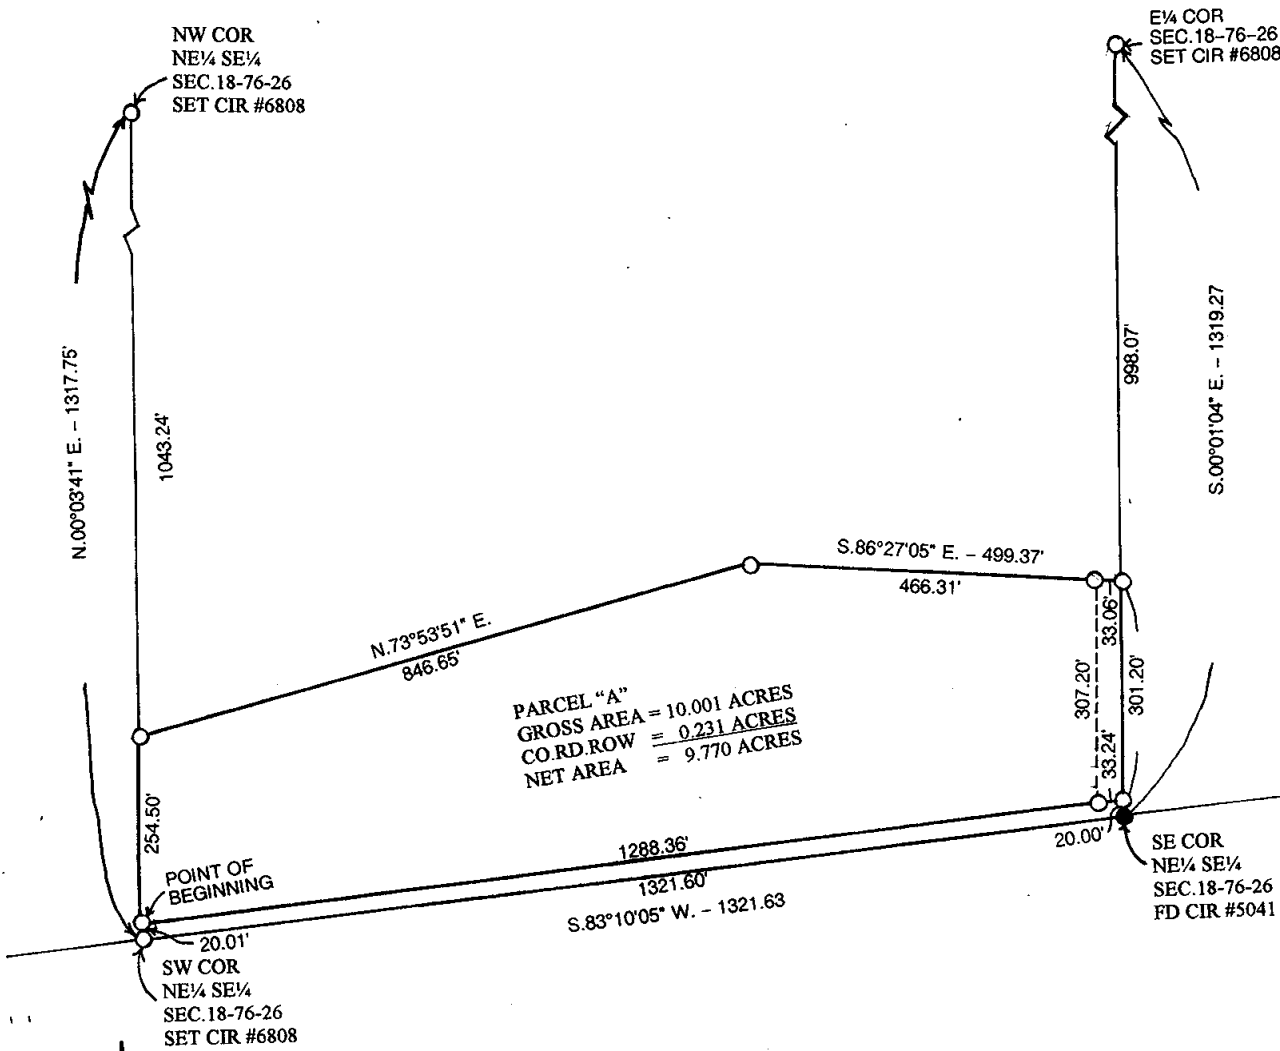 NW COR
NE¼ SE¼
SEC.18-76-26
SET CIR #6808
E¼ COR
SEC.18-76-26
SET CIR #6808
N.00°03'41" E. - 1317.75'
1043.24'
998.07'
S.00°01'04" E. - 1319.27
S.86°27'05" E. - 499.37'
466.31'
N.73°53'51" E.
846.65'
33.06'
307.20'
301.20'
33.24'
PARCEL "A"
GROSS AREA = 10.001 ACRES
CO.RD.ROW = 0.231 ACRES
NET AREA = 9.770 ACRES
254.50'
POINT OF
BEGINNING
1288.36'
1321.60'
20.00'
S.83°10'05" W. - 1321.63
20.01'
SE COR
NE¼ SE¼
SEC.18-76-26
FD CIR #5041
SW COR
NE¼ SE¼
SEC.18-76-26
SET CIR #6808